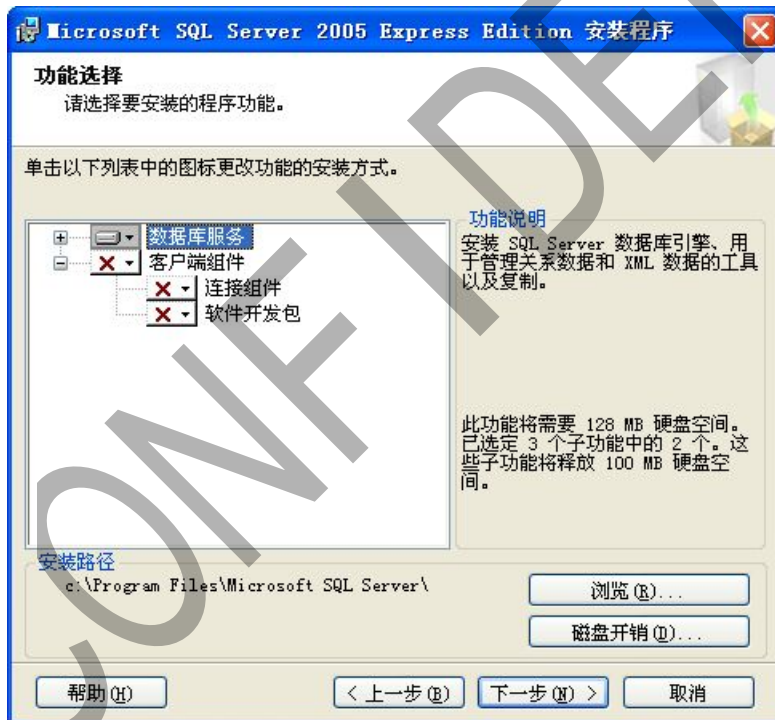 Microsoft SQL Server 2005 Express Edition 安装程序
功能选择
请选择要安装的程序功能。
单击以下列表中的图标更改功能的安装方式。
数据库服务
客户端组件
连接组件
软件开发包
功能说明
安装 SQL Server 数据库引擎、用
于管理关系数据和 XML 数据的工具
以及复制。
此功能将需要 128 MB 硬盘空间。
已选定 3 个子功能中的 2 个。这
些子功能将释放 100 MB 硬盘空
间。
安装路径
c:\Program Files\Microsoft SQL Server\
浏览(R)...
磁盘开销(D)...
帮助(H)
< 上一步(B)
下一步(N) >
取消
CONFIDE